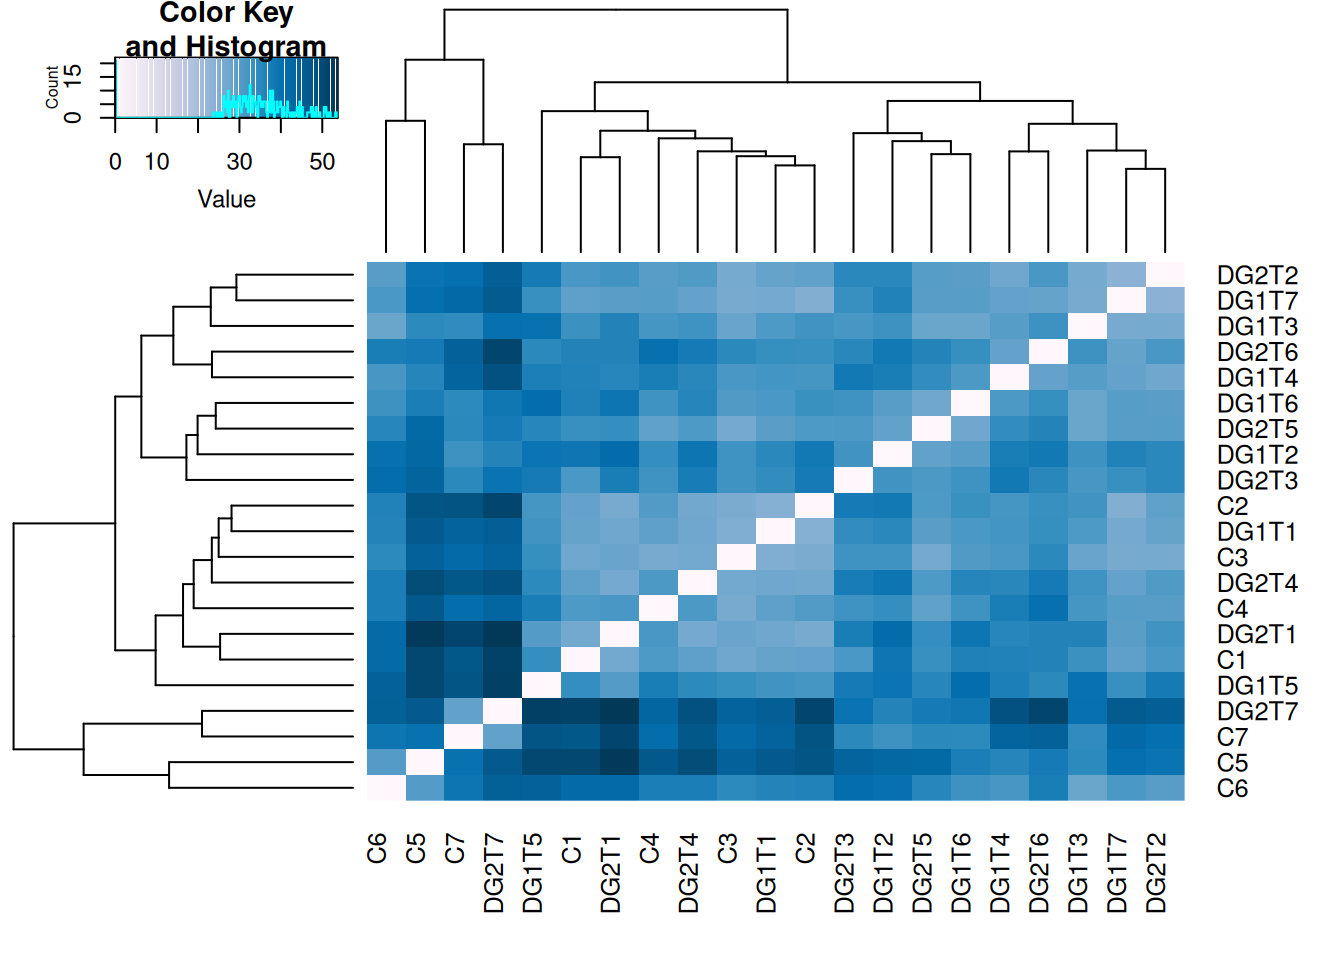 Color Key
and Histogram
Count
0 15
0 10 30 50
Value
DG2T2
DG1T7
DG1T3
DG2T6
DG1T4
DG1T6
DG2T5
DG1T2
DG2T3
C2
DG1T1
C3
DG2T4
C4
DG2T1
C1
DG1T5
DG2T7
C7
C5
C6
C6 C5 C7 DG2T7 DG1T5 C1 DG2T1 C4 DG2T4 C3 DG1T1 C2 DG2T3 DG1T2 DG2T5 DG1T6 DG1T4 DG2T6 DG1T3 DG1T7 DG2T2